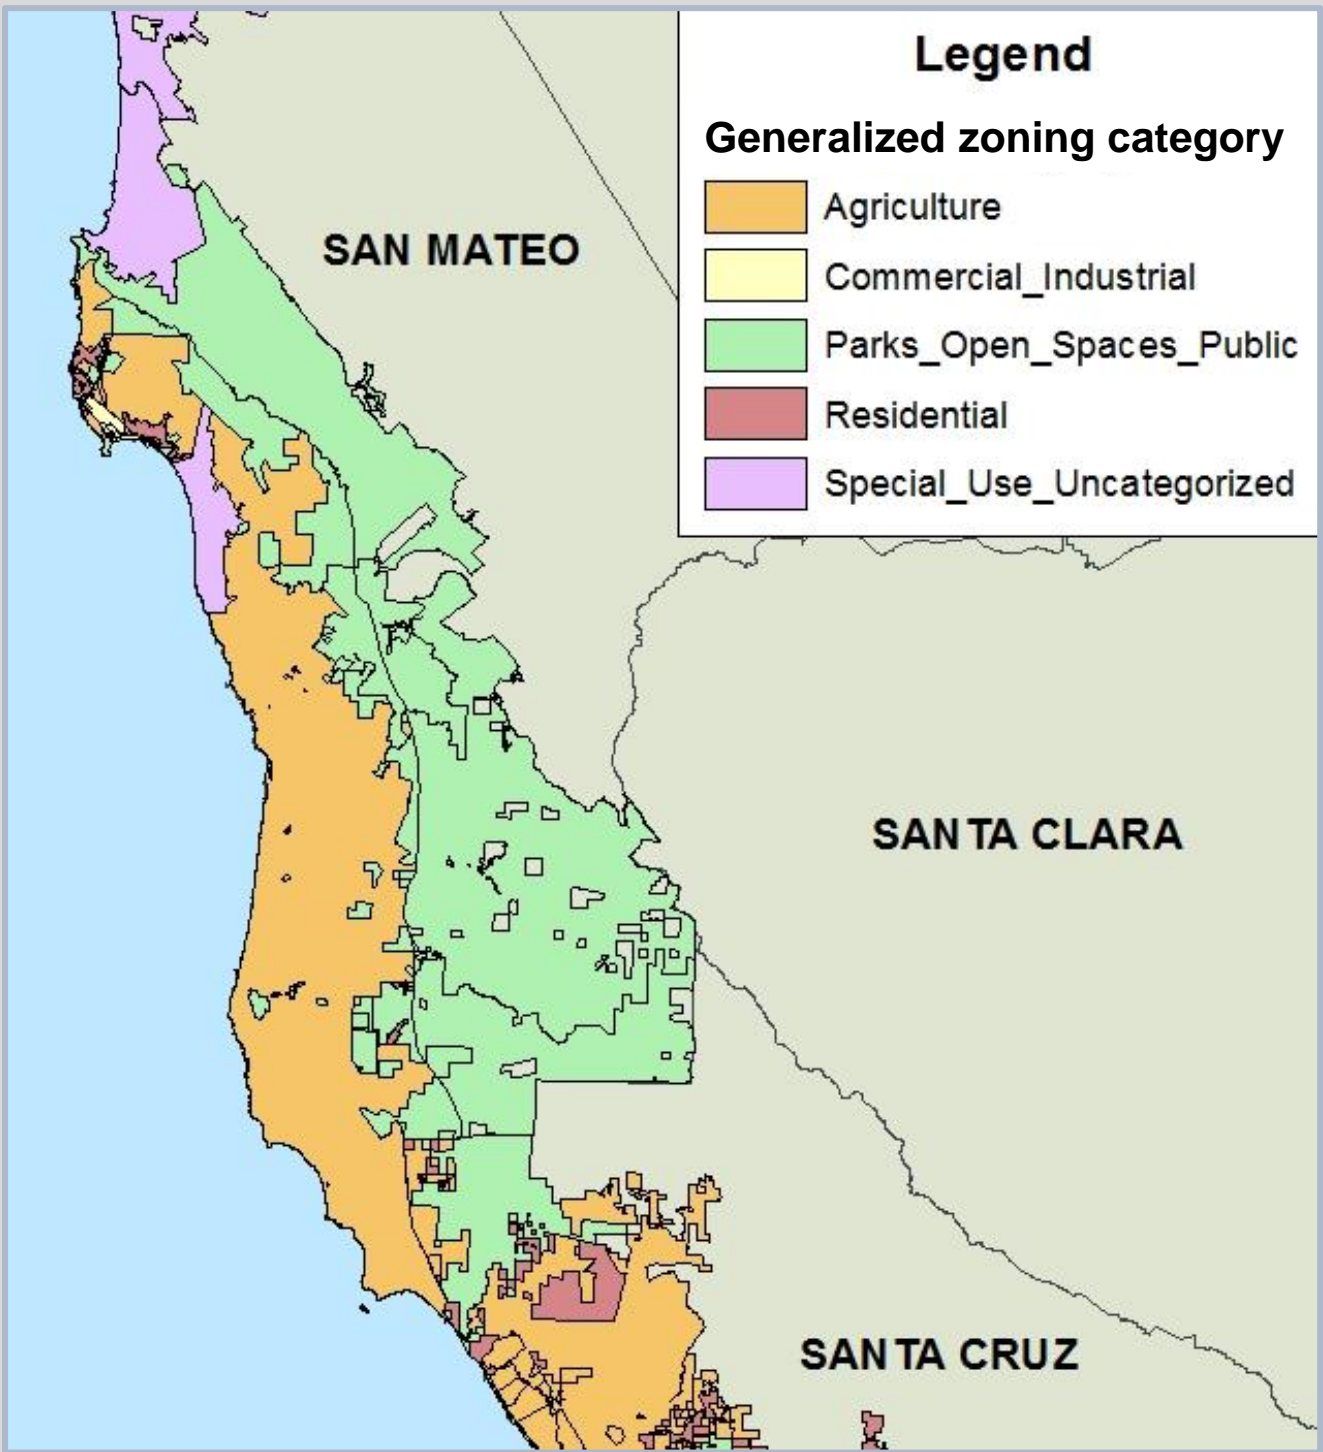 Legend
Generalized zoning category
Agriculture
Commercial_Industrial
Parks_Open_Spaces_Public
Residential
Special_Use_Uncategorized
SAN MATEO
SANTA CLARA
SANTA CRUZ